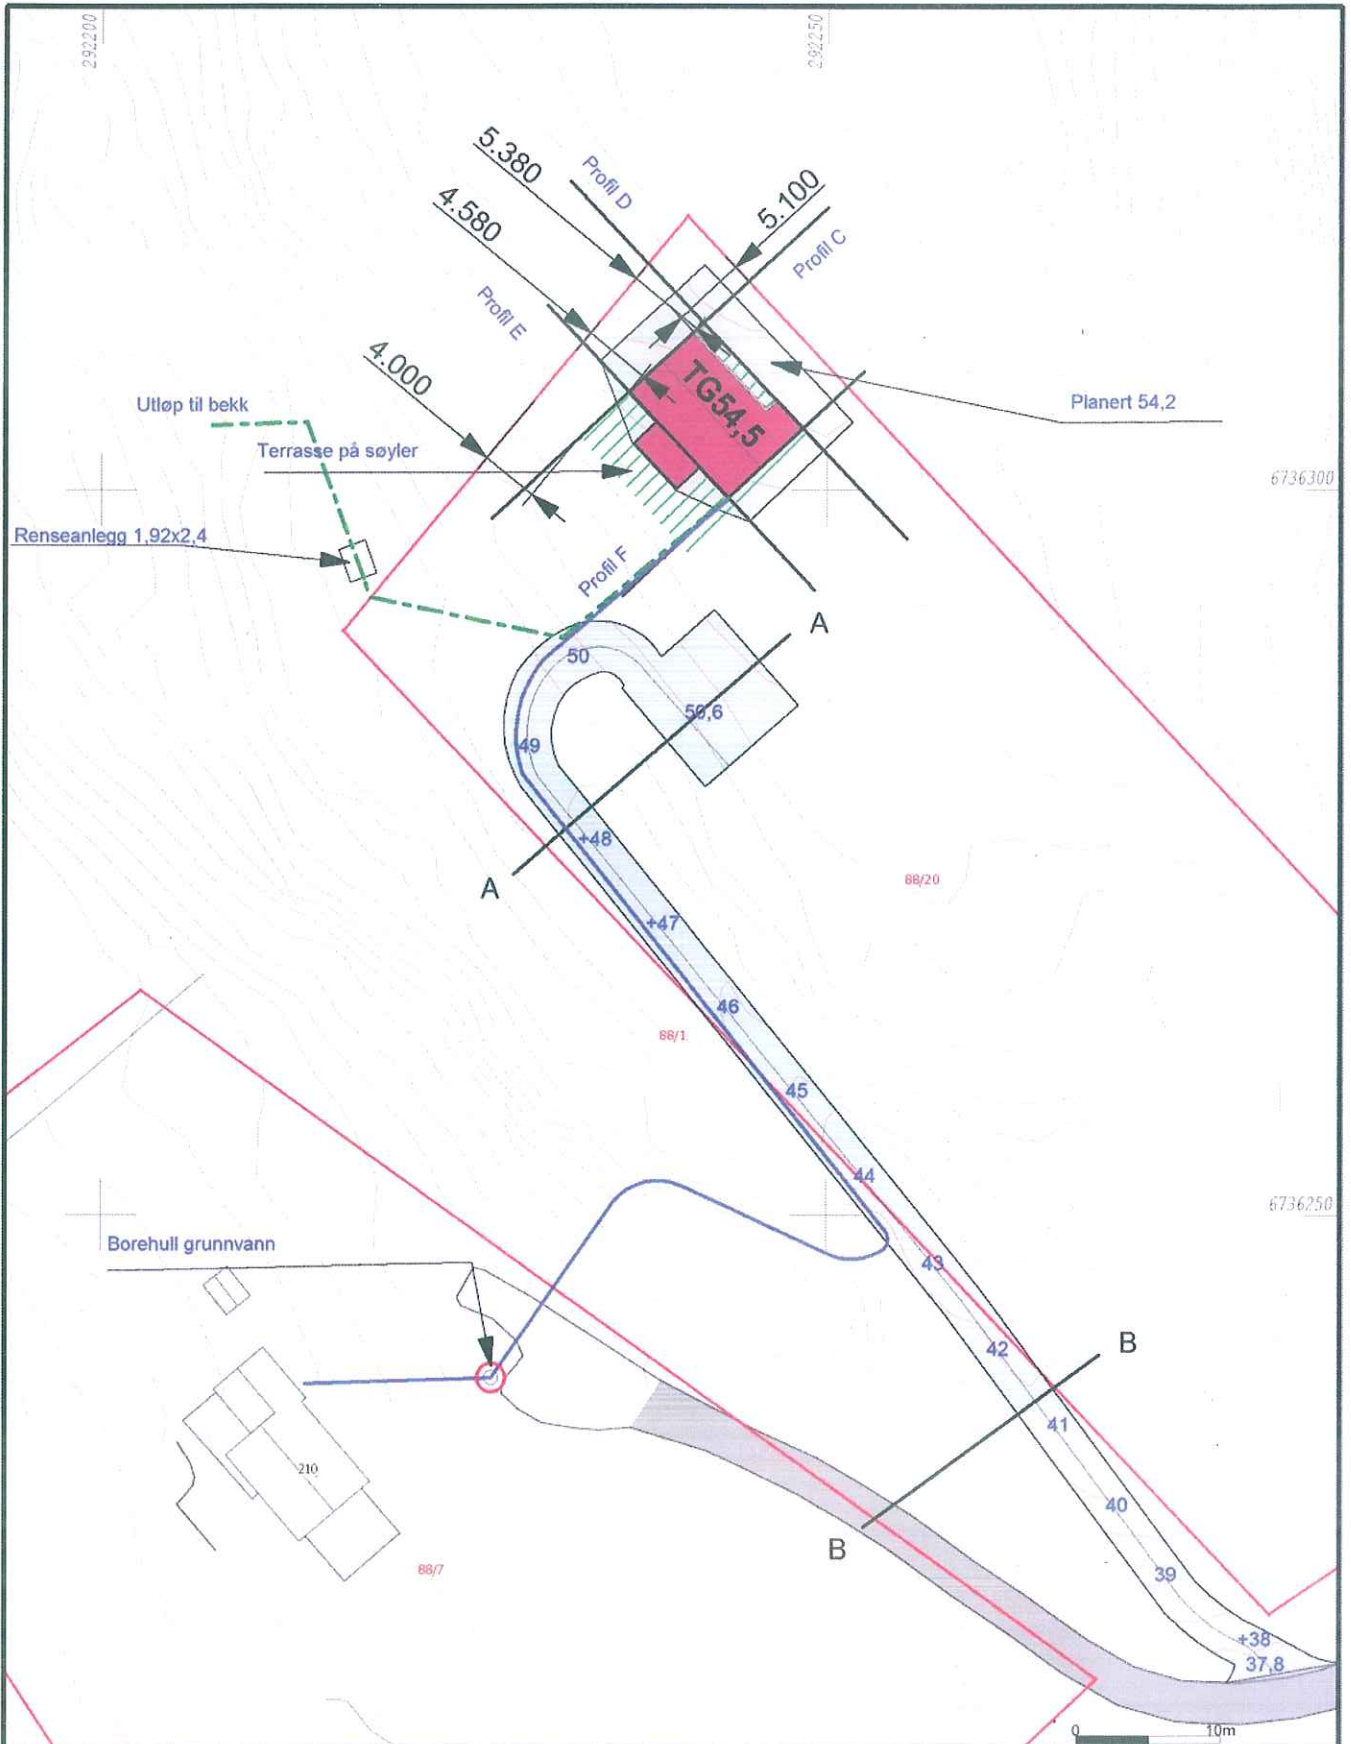 292200
292250
5.380
Profil D
5.100
4.580
Profil C
Profil E
4.000
TG54,5
Utløp til bekk
Planert 54,2
Terrasse på søyler
6736300
Renseanlegg 1,92x2,4
Profil F
A
50
50,6
49
+48
A
88/20
+47
46
88/1
45
44
6736250
Borehull grunnvann
43
B
42
41
210
40
B
88/7
39
+38
37,8
0
10m